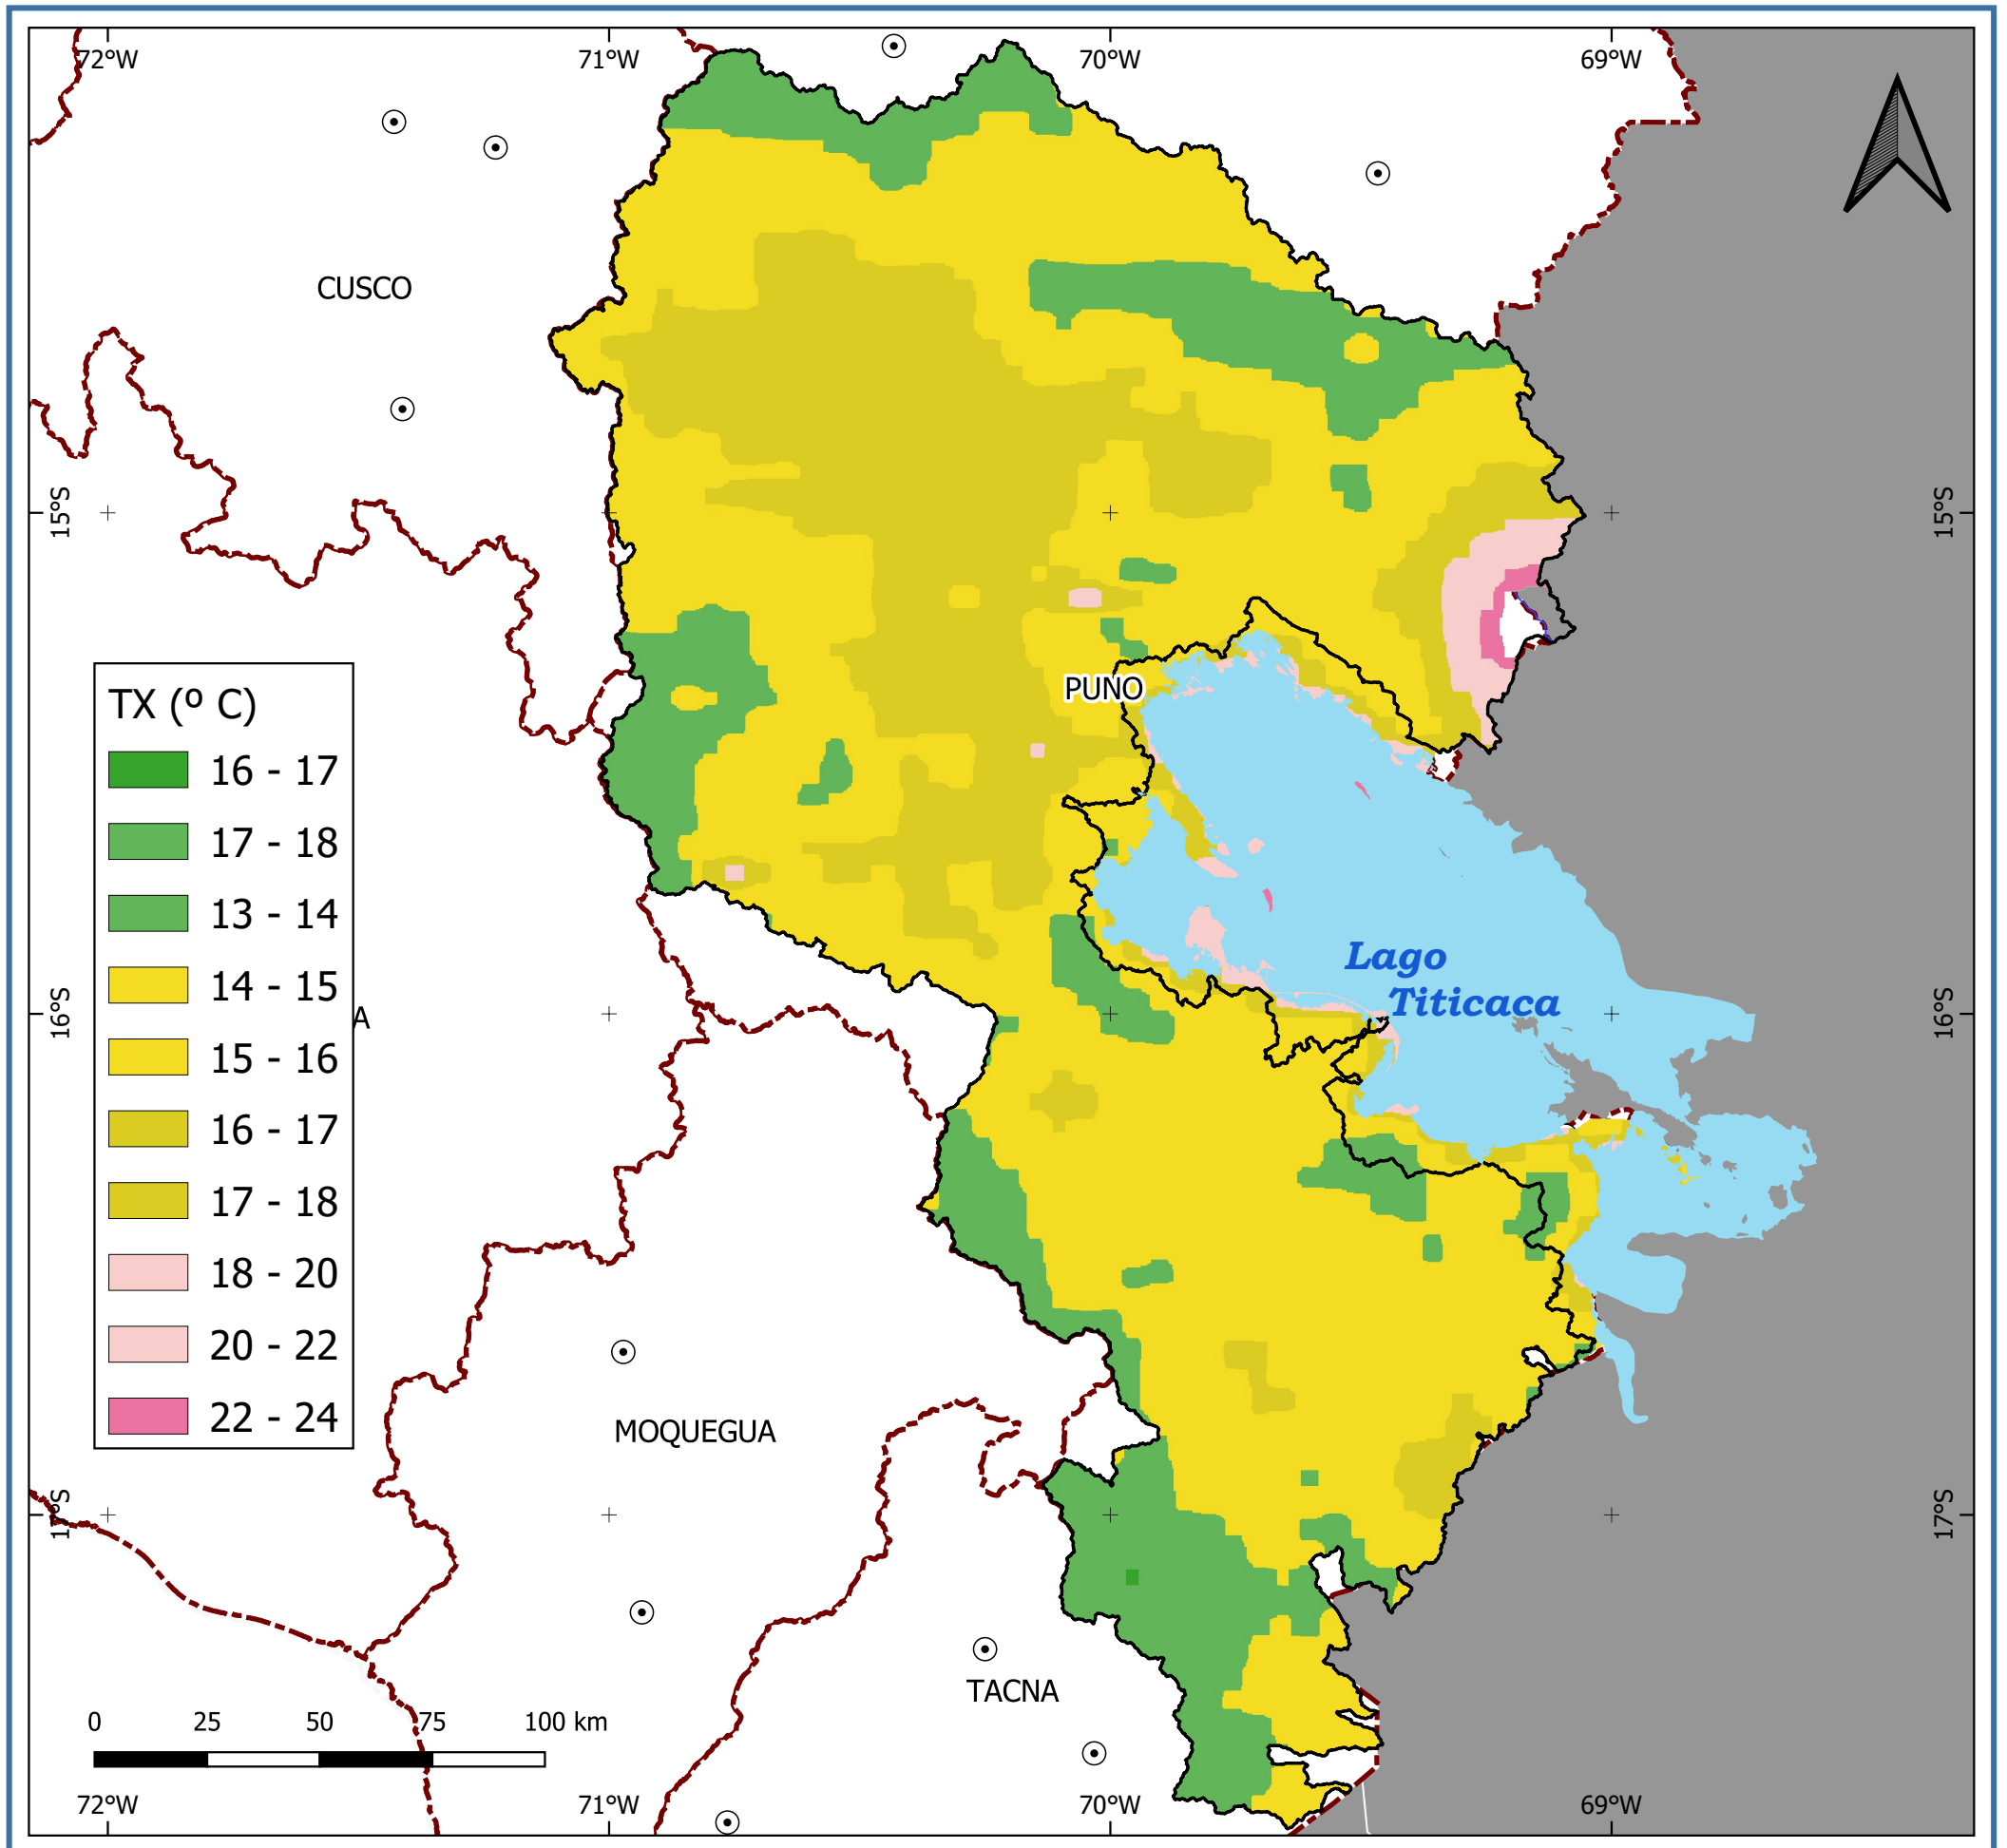 72°W 71°W 70°W 69°W
CUSCO
15°S 15°S
PUNO
TX (º C)
16 - 17
17 - 18
13 - 14
14 - 15
15 - 16
16 - 17
17 - 18
18 - 20
20 - 22
22 - 24
Lago
Titicaca
16°S 16°S
A
MOQUEGUA
17°S
TACNA
0 25 50 75 100 km
72°W 71°W 70°W 69°W